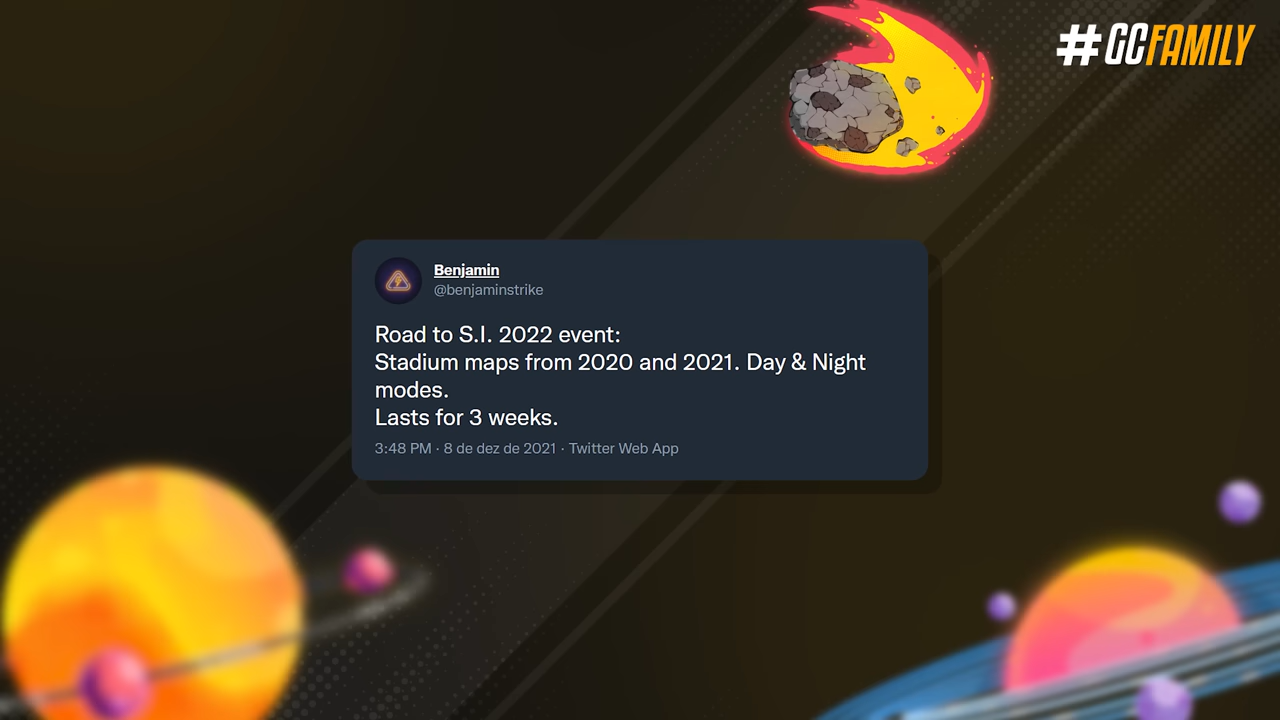 #GCFAMILY
Benjamin
@benjaminstrike
Road to S.I. 2022 event:
Stadium maps from 2020 and 2021. Day & Night
modes.
Lasts for 3 weeks.
3:48 PM · 8 de dez de 2021 · Twitter Web App